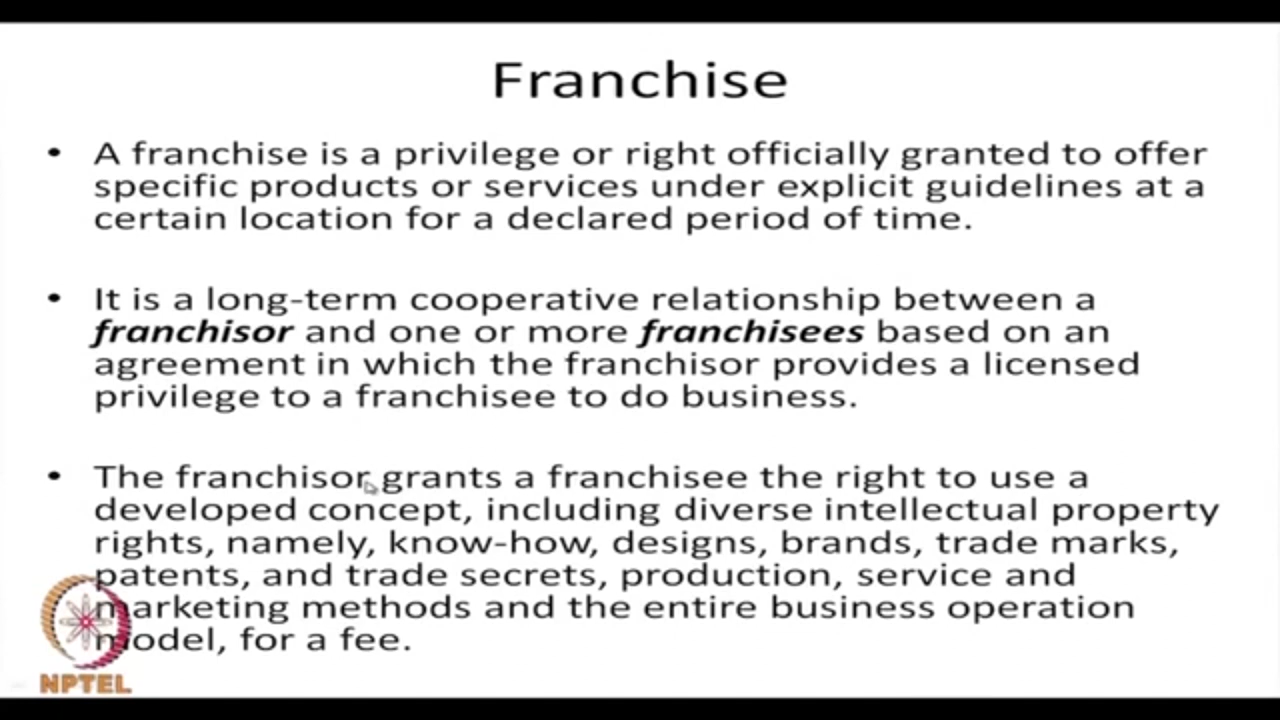 Franchise
• A franchise is a privilege or right officially granted to offer
specific products or services under explicit guidelines at a
certain location for a declared period of time.
• It is a long-term cooperative relationship between a
franchisor and one or more franchisees based on an
agreement in which the franchisor provides a licensed
privilege to a franchisee to do business.
• The franchisor grants a franchisee the right to use a
developed concept, including diverse intellectual property
rights, namely, know-how, designs, brands, trade marks,
patents, and trade secrets, production, service and
marketing methods and the entire business operation
model, for a fee.
NPTEL